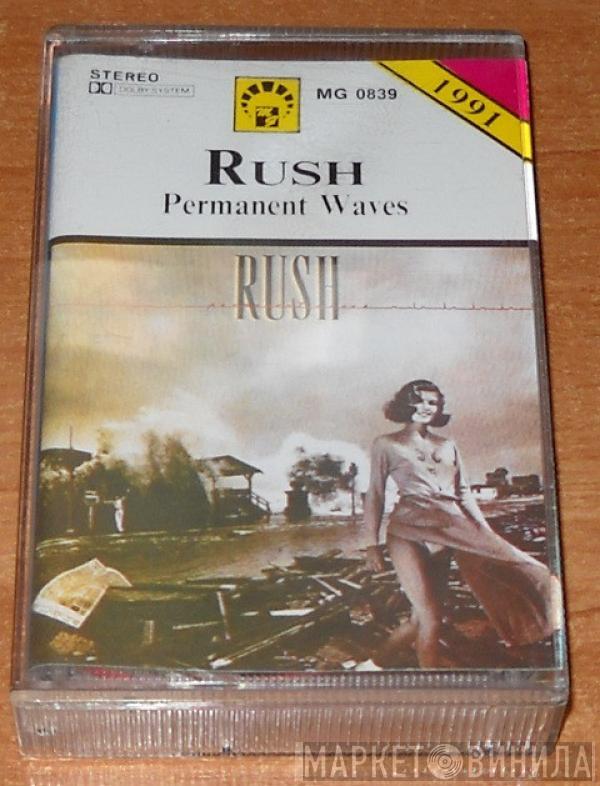 STEREO
DOLBY SYSTEM
MG 0839
1991
RUSH
Permanent Waves
RUSH
МАРКЕТ ВИНИЛА